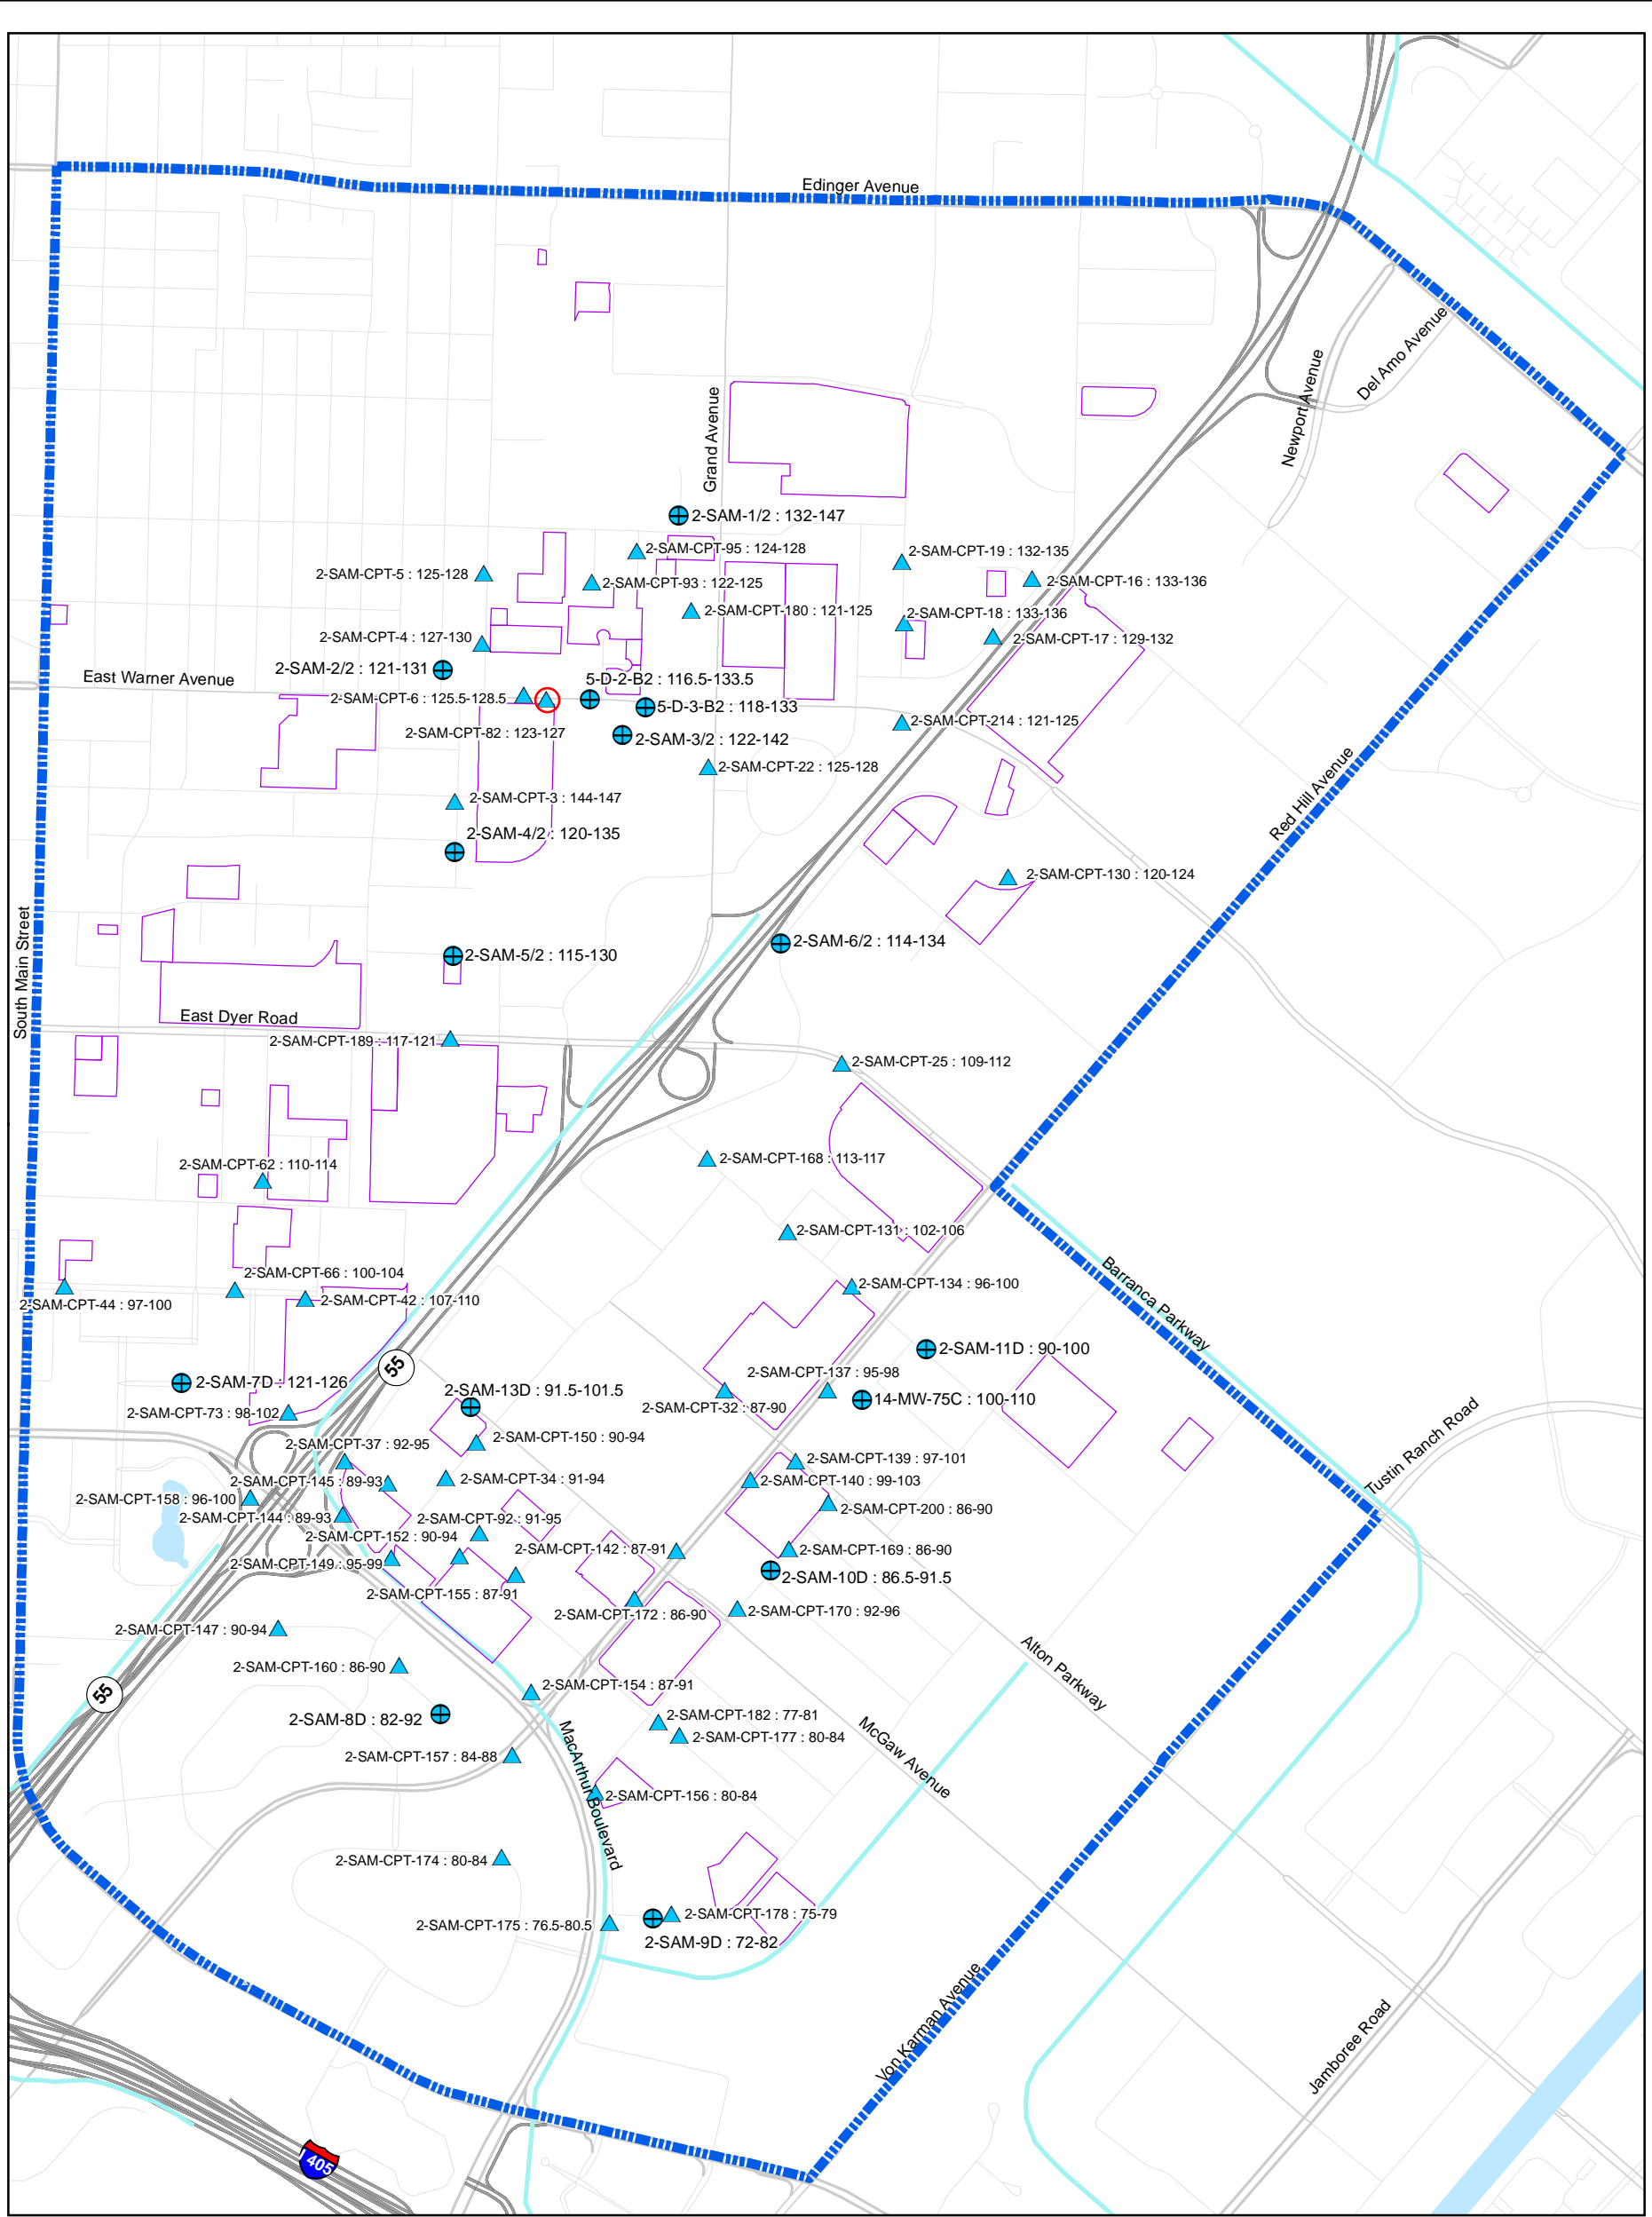 Edinger Avenue
Del Amo Avenue
Newport Avenue
Grand Avenue
2-SAM-1/2 : 132-147
2-SAM-CPT-95 : 124-128
2-SAM-CPT-19 : 132-135
2-SAM-CPT-5 : 125-128
2-SAM-CPT-93 : 122-125
2-SAM-CPT-16 : 133-136
2-SAM-CPT-180 : 121-125
2-SAM-CPT-18 : 133-136
2-SAM-CPT-4 : 127-130
2-SAM-CPT-17 : 129-132
2-SAM-2/2 : 121-131
East Warner Avenue
5-D-2-B2 : 116.5-133.5
2-SAM-CPT-6 : 125.5-128.5
5-D-3-B2 : 118-133
2-SAM-CPT-214 : 121-125
2-SAM-CPT-82 : 123-127
2-SAM-3/2 : 122-142
2-SAM-CPT-22 : 125-128
Red Hill Avenue
2-SAM-CPT-3 : 144-147
2-SAM-4/2 : 120-135
2-SAM-CPT-130 : 120-124
South Main Street
2-SAM-6/2 : 114-134
2-SAM-5/2 : 115-130
East Dyer Road
2-SAM-CPT-189 : 117-121
2-SAM-CPT-25 : 109-112
2-SAM-CPT-168 : 113-117
2-SAM-CPT-62 : 110-114
2-SAM-CPT-131 : 102-106
2-SAM-CPT-66 : 100-104
2-SAM-CPT-134 : 96-100
Barranca Parkway
2-SAM-CPT-44 : 97-100
2-SAM-CPT-42 : 107-110
2-SAM-11D : 90-100
55
2-SAM-CPT-137 : 95-98
2-SAM-7D : 121-126
2-SAM-13D : 91.5-101.5
14-MW-75C : 100-110
2-SAM-CPT-32 : 87-90
2-SAM-CPT-73 : 98-102
Tustin Ranch Road
2-SAM-CPT-150 : 90-94
2-SAM-CPT-37 : 92-95
2-SAM-CPT-139 : 97-101
2-SAM-CPT-34 : 91-94
2-SAM-CPT-145 : 89-93
2-SAM-CPT-140 : 99-103
2-SAM-CPT-158 : 96-100
2-SAM-CPT-200 : 86-90
2-SAM-CPT-144 : 89-93
2-SAM-CPT-92 : 91-95
2-SAM-CPT-152 : 90-94
2-SAM-CPT-142 : 87-91
2-SAM-CPT-169 : 86-90
2-SAM-CPT-149 : 95-99
2-SAM-10D : 86.5-91.5
2-SAM-CPT-155 : 87-91
2-SAM-CPT-170 : 92-96
2-SAM-CPT-172 : 86-90
2-SAM-CPT-147 : 90-94
2-SAM-CPT-160 : 86-90
Alton Parkway
55
2-SAM-CPT-154 : 87-91
2-SAM-8D : 82-92
2-SAM-CPT-182 : 77-81
2-SAM-CPT-177 : 80-84
McGaw Avenue
2-SAM-CPT-157 : 84-88
MacArthur Boulevard
2-SAM-CPT-156 : 80-84
2-SAM-CPT-174 : 80-84
2-SAM-CPT-178 : 75-79
2-SAM-CPT-175 : 76.5-80.5
2-SAM-9D : 72-82
Von Karman Avenue
Jamboree Road
405